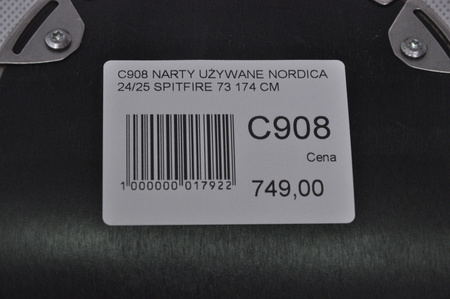 C908 NARTY UŻYWANE NORDICA
24/25 SPITFIRE 73 174 CM
C908
Cena
1 000000 017922
749,00